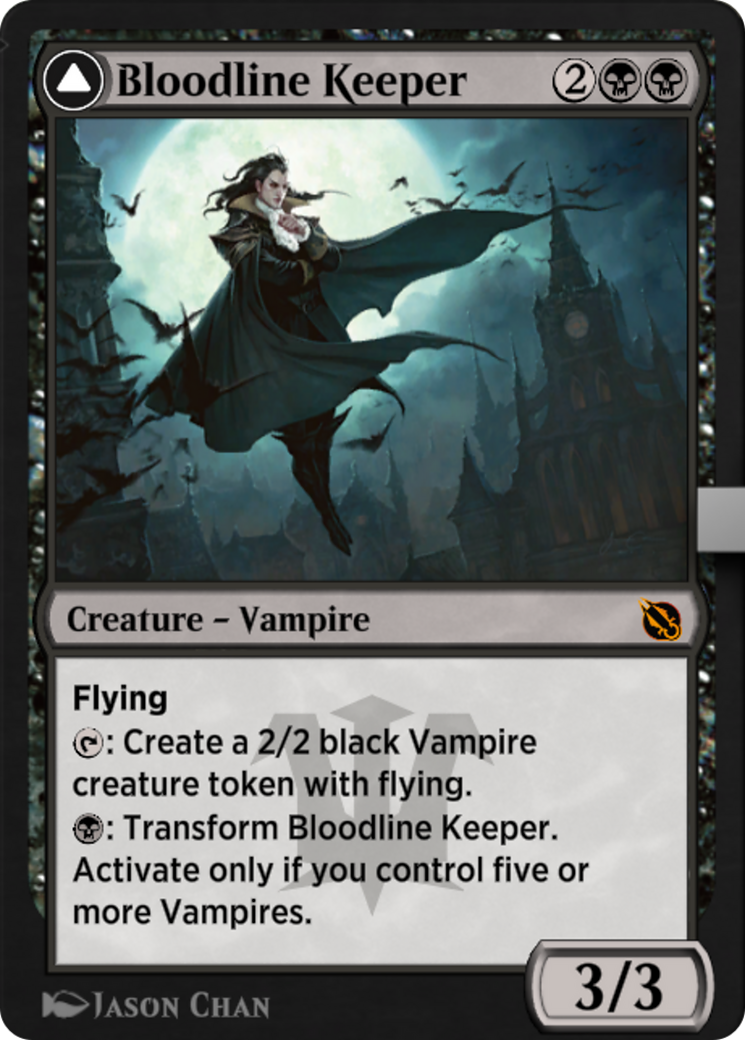 Bloodline Keeper 2
Creature – Vampire
Flying
: Create a 2/2 black Vampire
creature token with flying.
: Transform Bloodline Keeper.
Activate only if you control five or
more Vampires.
3/3
Jason Chan